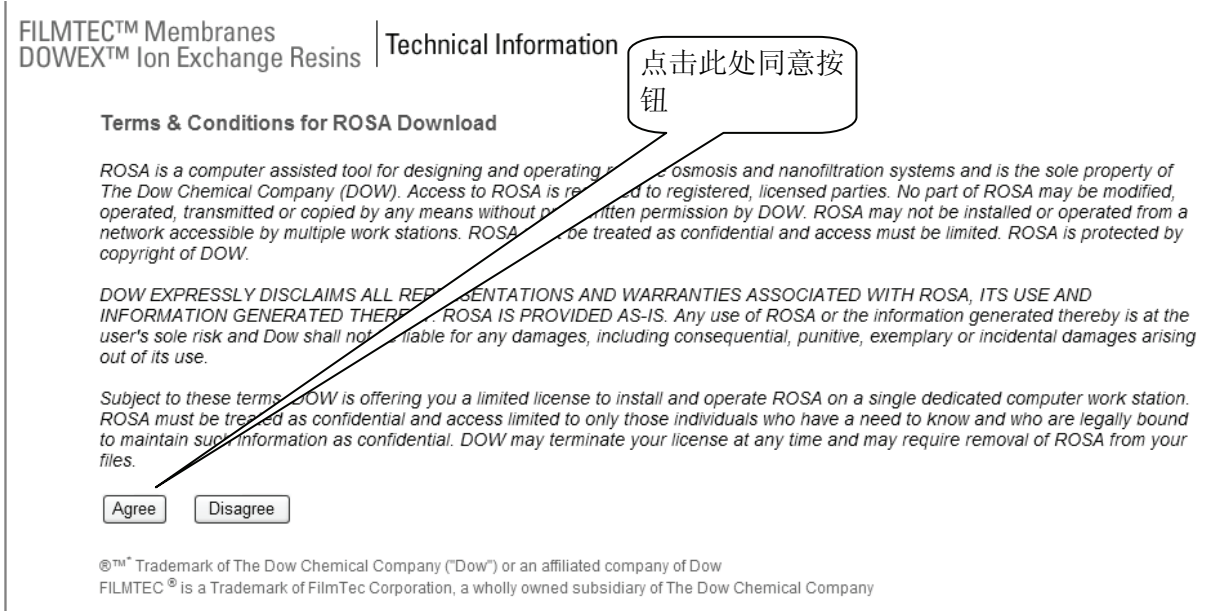 FILMTEC™ Membranes
DOWEX™ Ion Exchange Resins
Technical Information
点击此处同意按
钮
Terms & Conditions for ROSA Download
ROSA is a computer assisted tool for designing and operating osmosis and nanofiltration systems and is the sole property of
The Dow Chemical Company (DOW). Access to ROSA is to registered, licensed parties. No part of ROSA may be modified,
operated, transmitted or copied by any means without permission by DOW. ROSA may not be installed or operated from a
network accessible by multiple work stations. ROSA be treated as confidential and access must be limited. ROSA is protected by
copyright of DOW.
DOW EXPRESSLY DISCLAIMS ALL REPRESENTATIONS AND WARRANTIES ASSOCIATED WITH ROSA, ITS USE AND
INFORMATION GENERATED ROSA IS PROVIDED AS-IS. Any use of ROSA or the information generated thereby is at the
user's sole risk and Dow shall not be liable for any damages, including consequential, punitive, exemplary or incidental damages arising
out of its use.
Subject to these terms, DOW is offering you a limited license to install and operate ROSA on a single dedicated computer work station.
ROSA must be treated as confidential and access limited to only those individuals who have a need to know and who are legally bound
to maintain such information as confidential. DOW may terminate your license at any time and may require removal of ROSA from your
files.
Agree Disagree
®™* Trademark of The Dow Chemical Company ("Dow") or an affiliated company of Dow
FILMTEC ® is a Trademark of FilmTec Corporation, a wholly owned subsidiary of The Dow Chemical Company